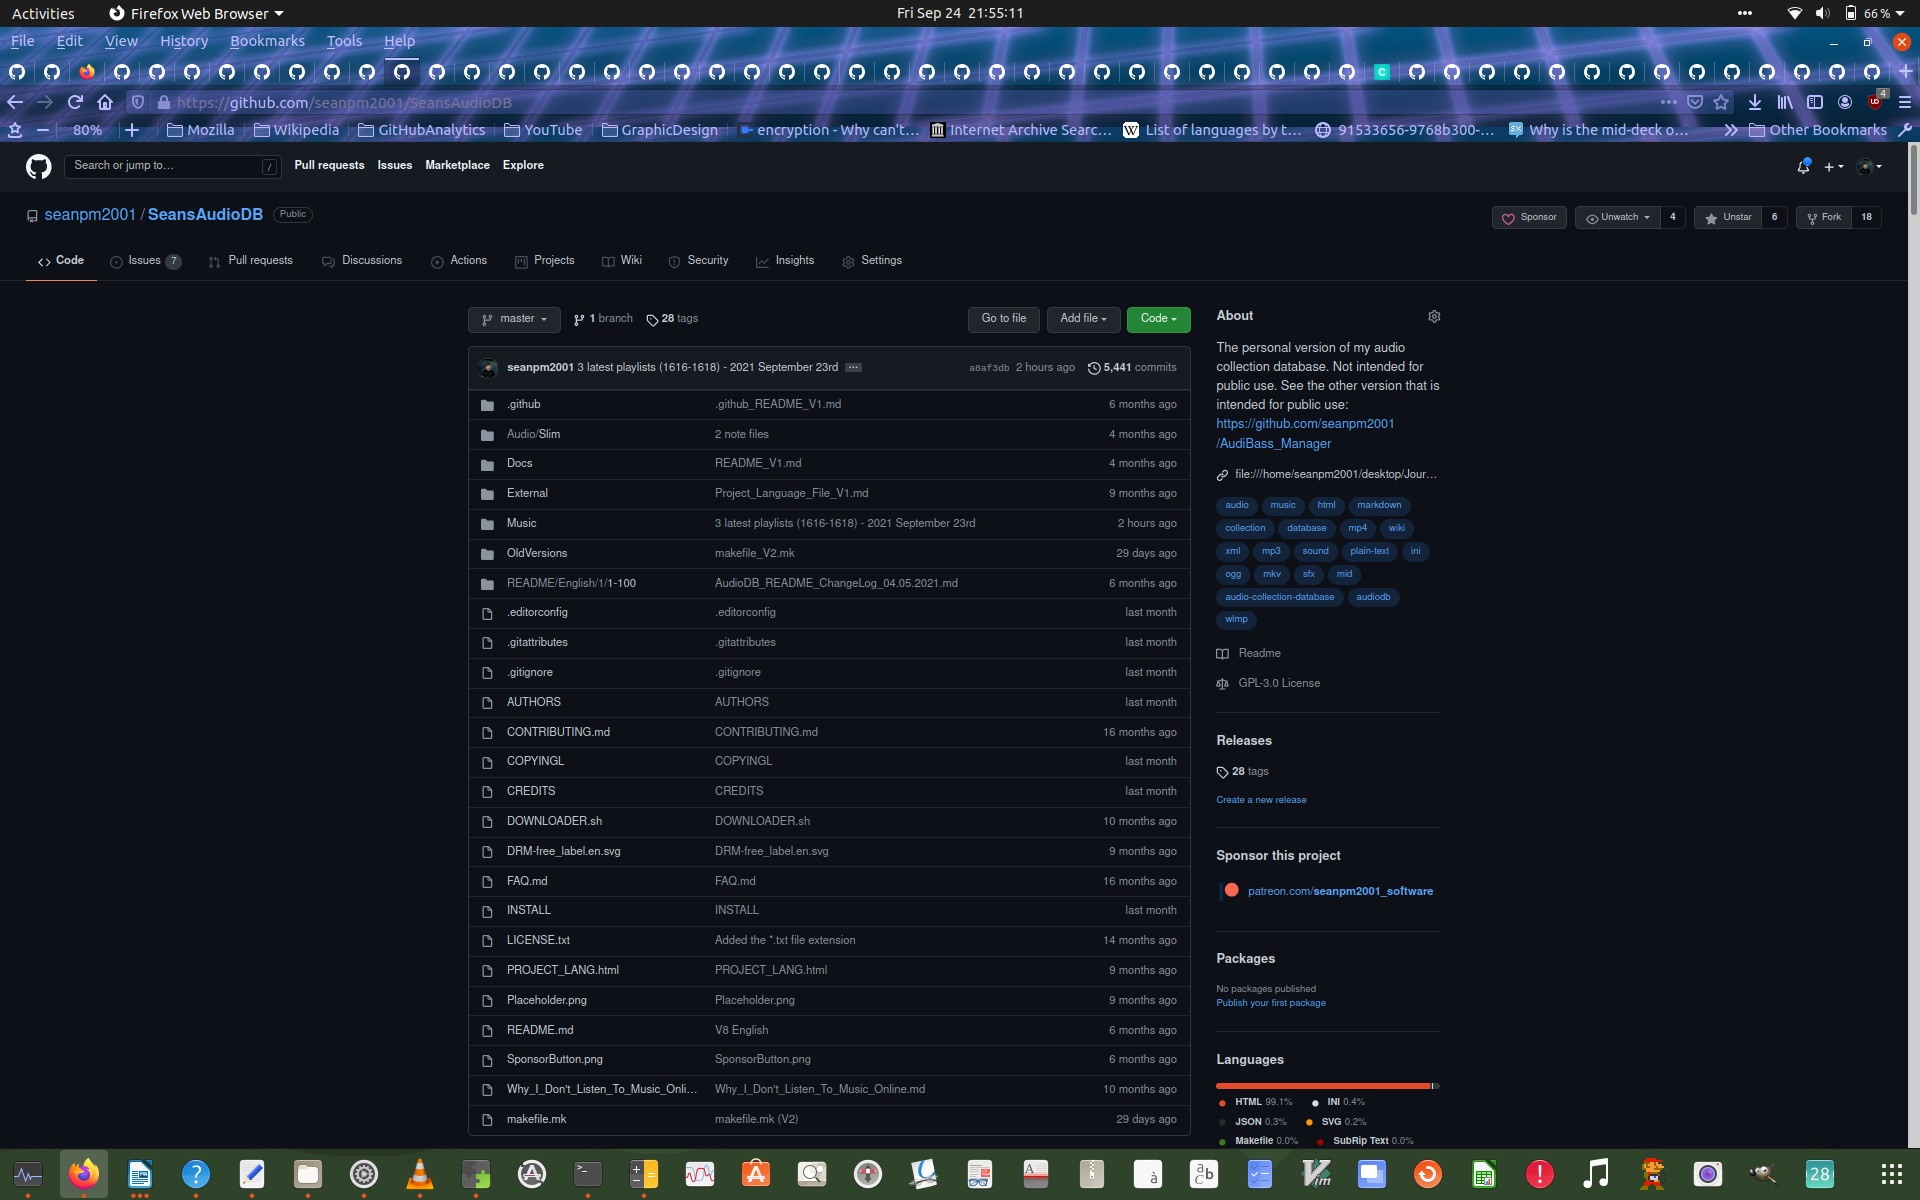 Activities Firefox Web Browser Fri Sep 24 21:55:11 66 %
File Edit View History Bookmarks Tools Help
https://github.com/seanpm2001/SeansAudioDB 4
80% Mozilla Wikipedia GitHubAnalytics YouTube GraphicDesign encryption - Why can't… Internet Archive Searc… List of languages by t… 91533656-9768b300-… Why is the mid-deck o… Other Bookmarks
Search or jump to… / Pull requests Issues Marketplace Explore
seanpm2001 / SeansAudioDB Public Sponsor Unwatch 4 Unstar 6 Fork 18
Code Issues 7 Pull requests Discussions Actions Projects Wiki Security Insights Settings
master 1 branch 28 tags Go to file Add file Code
seanpm2001 3 latest playlists (1616-1618) - 2021 September 23rd … a8af3db 2 hours ago 5,441 commits
.github .github_README_V1.md 6 months ago
Audio/Slim 2 note files 4 months ago
Docs README_V1.md 4 months ago
External Project_Language_File_V1.md 9 months ago
Music 3 latest playlists (1616-1618) - 2021 September 23rd 2 hours ago
OldVersions makefile_V2.mk 29 days ago
README/English/1/1-100 AudioDB_README_ChangeLog_04.05.2021.md 6 months ago
.editorconfig .editorconfig last month
.gitattributes .gitattributes last month
.gitignore .gitignore last month
AUTHORS AUTHORS last month
CONTRIBUTING.md CONTRIBUTING.md 16 months ago
COPYINGL COPYINGL last month
CREDITS CREDITS last month
DOWNLOADER.sh DOWNLOADER.sh 10 months ago
DRM-free_label.en.svg DRM-free_label.en.svg 9 months ago
FAQ.md FAQ.md 16 months ago
INSTALL INSTALL last month
LICENSE.txt Added the *.txt file extension 14 months ago
PROJECT_LANG.html PROJECT_LANG.html 9 months ago
Placeholder.png Placeholder.png 9 months ago
README.md V8 English 6 months ago
SponsorButton.png SponsorButton.png 6 months ago
Why_I_Don't_Listen_To_Music_Onli… Why_I_Don't_Listen_To_Music_Online.md 10 months ago
makefile.mk makefile.mk (V2) 29 days ago
About
The personal version of my audio
collection database. Not intended for
public use. See the other version that is
intended for public use:
https://github.com/seanpm2001
/AudiBass_Manager
file:///home/seanpm2001/desktop/Jour…
audio music html markdown
collection database mp4 wiki
xml mp3 sound plain-text ini
ogg mkv sfx mid
audio-collection-database audiodb
wlmp
Readme
GPL-3.0 License
Releases
28 tags
Create a new release
Sponsor this project
patreon.com/seanpm2001_software
Packages
No packages published
Publish your first package
Languages
HTML 99.1% INI 0.4%
JSON 0.3% SVG 0.2%
Makefile 0.0% SubRip Text 0.0%
28